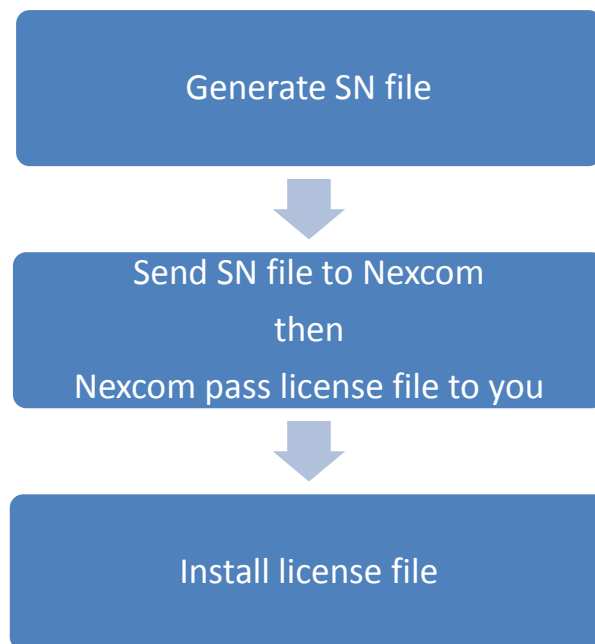 Generate SN file
Send SN file to Nexcom
then
Nexcom pass license file to you
Install license file